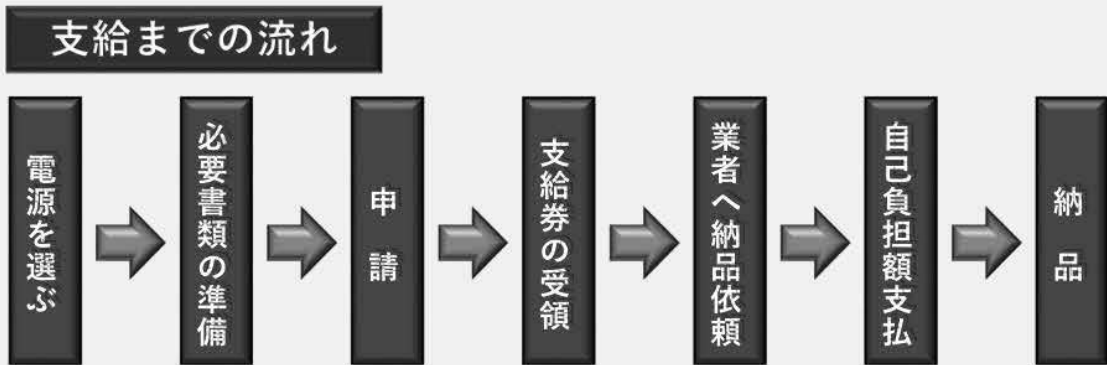 支給までの流れ
電源を選ぶ
必要書類の準備
申請
支給券の受領
業者へ納品依頼
自己負担額支払
納品